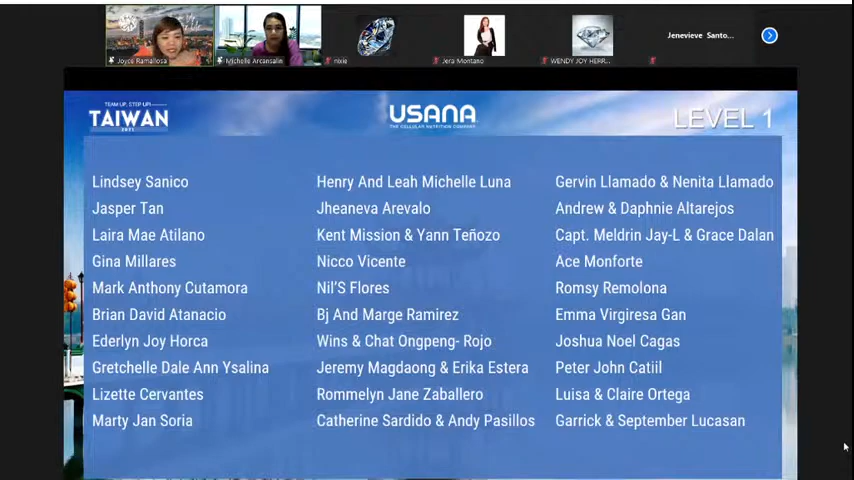 Joyce Ramallosa
Michelle Arcansalin
nixie
Jera Montano
WENDY JOY HERR...
Jenevieve Santo...
TEAM UP, STEP UP!
TAIWAN
2021
USANA
THE CELLULAR NUTRITION COMPANY
LEVEL 1
Lindsey Sanico
Jasper Tan
Laira Mae Atilano
Gina Millares
Mark Anthony Cutamora
Brian David Atanacio
Ederlyn Joy Horca
Gretchelle Dale Ann Ysalina
Lizette Cervantes
Marty Jan Soria
Henry And Leah Michelle Luna
Jheaneva Arevalo
Kent Mission & Yann Teñozo
Nicco Vicente
Nil'S Flores
Bj And Marge Ramirez
Wins & Chat Ongpeng- Rojo
Jeremy Magdaong & Erika Estera
Rommelyn Jane Zaballero
Catherine Sardido & Andy Pasillos
Gervin Llamado & Nenita Llamado
Andrew & Daphnie Altarejos
Capt. Meldrin Jay-L & Grace Dalan
Ace Monforte
Romsy Remolona
Emma Virgiresa Gan
Joshua Noel Cagas
Peter John Catiil
Luisa & Claire Ortega
Garrick & September Lucasan